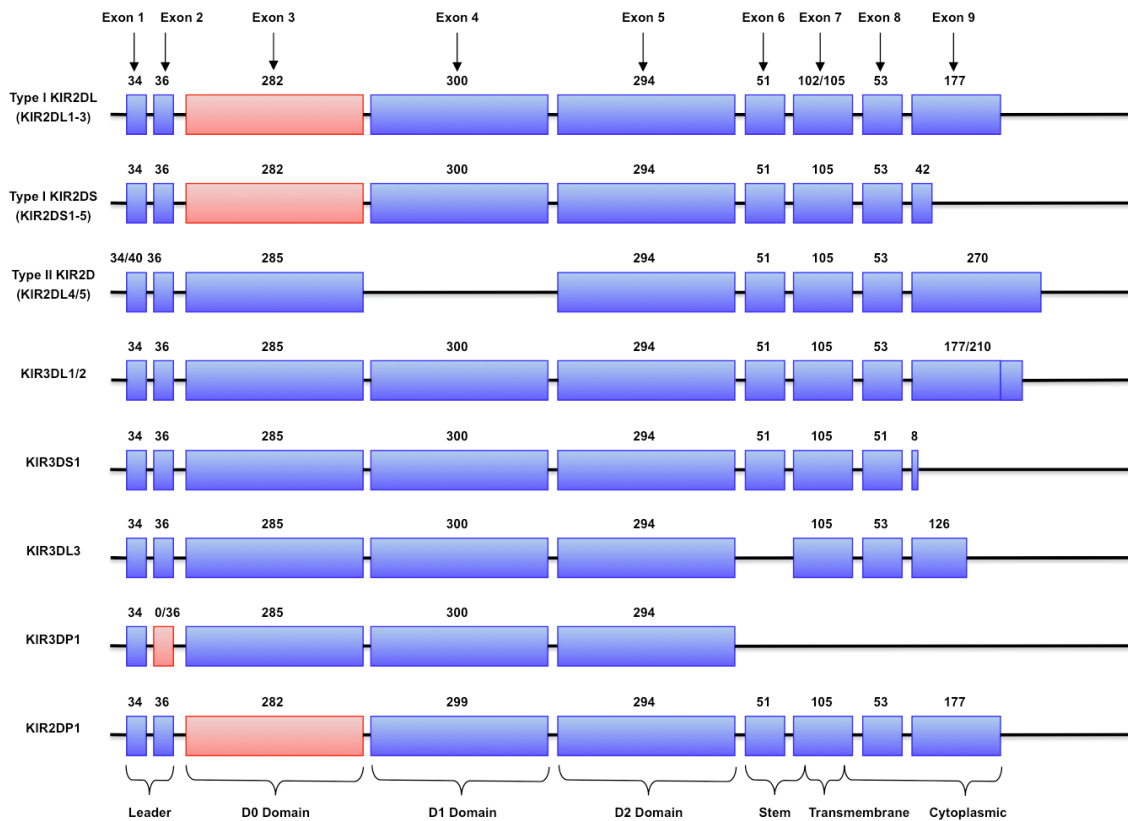 Exon 1 Exon 2 Exon 3 Exon 4 Exon 5 Exon 6 Exon 7 Exon 8 Exon 9
34 36 282 300 294 51 102/105 53 177
Type I KIR2DL
(KIR2DL1-3)
34 36 282 300 294 51 105 53 42
Type I KIR2DS
(KIR2DS1-5)
34/40 36 285 294 51 105 53 270
Type II KIR2D
(KIR2DL4/5)
34 36 285 300 294 51 105 53 177/210
KIR3DL1/2
34 36 285 300 294 51 105 51 8
KIR3DS1
34 36 285 300 294 105 53 126
KIR3DL3
34 0/36 285 300 294
KIR3DP1
34 36 282 299 294 51 105 53 177
KIR2DP1
Leader D0 Domain D1 Domain D2 Domain Stem Transmembrane Cytoplasmic